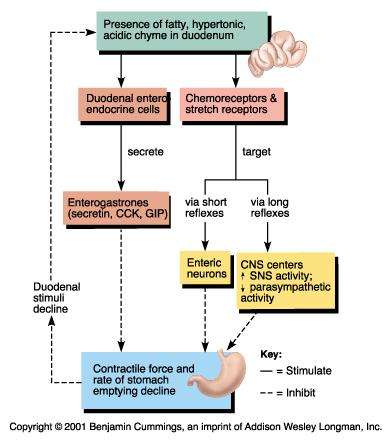 Presence of fatty, hypertonic,
acidic chyme in duodenum
Duodenal entero-
endocrine cells
Chemoreceptors &
stretch receptors
secrete
target
Enterogastrones
(secretin, CCK, GIP)
via short
reflexes
via long
reflexes
Enteric
neurons
CNS centers
↑ SNS activity;
↓ parasympathetic
activity
Duodenal
stimuli
decline
Contractile force and
rate of stomach
emptying decline
Key:
— = Stimulate
--- = Inhibit
Copyright © 2001 Benjamin Cummings, an imprint of Addison Wesley Longman, Inc.